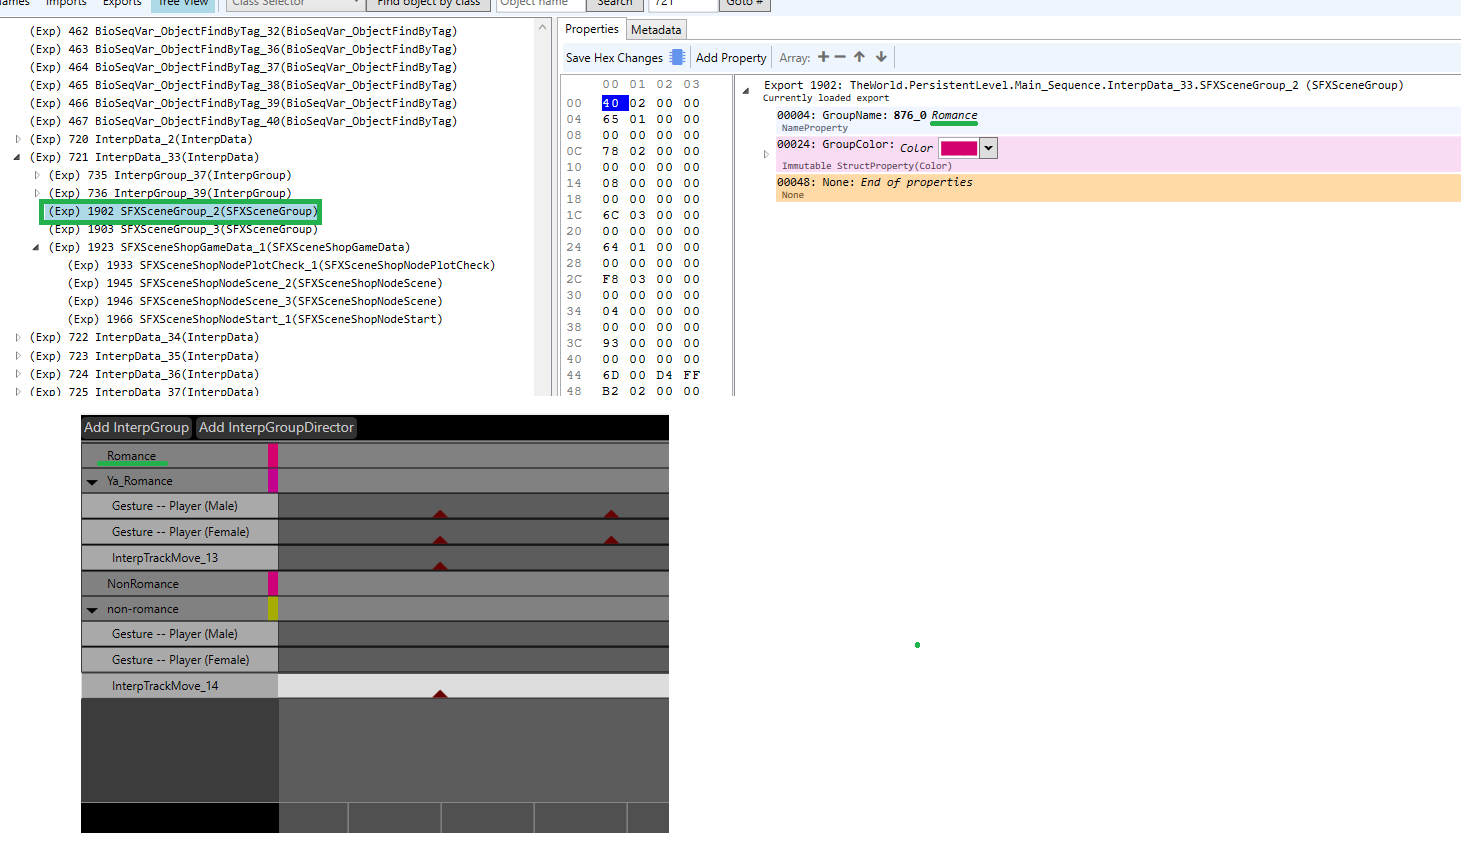 Imports Exports Tree View Class Selector Find object by class Object name Search 721 Goto #
(Exp) 462 BioSeqVar_ObjectFindByTag_32(BioSeqVar_ObjectFindByTag)
(Exp) 463 BioSeqVar_ObjectFindByTag_36(BioSeqVar_ObjectFindByTag)
(Exp) 464 BioSeqVar_ObjectFindByTag_37(BioSeqVar_ObjectFindByTag)
(Exp) 465 BioSeqVar_ObjectFindByTag_38(BioSeqVar_ObjectFindByTag)
(Exp) 466 BioSeqVar_ObjectFindByTag_39(BioSeqVar_ObjectFindByTag)
(Exp) 467 BioSeqVar_ObjectFindByTag_40(BioSeqVar_ObjectFindByTag)
(Exp) 720 InterpData_2(InterpData)
(Exp) 721 InterpData_33(InterpData)
(Exp) 735 InterpGroup_37(InterpGroup)
(Exp) 736 InterpGroup_39(InterpGroup)
(Exp) 1902 SFXSceneGroup_2(SFXSceneGroup)
(Exp) 1903 SFXSceneGroup_3(SFXSceneGroup)
(Exp) 1923 SFXSceneShopGameData_1(SFXSceneShopGameData)
(Exp) 1933 SFXSceneShopNodePlotCheck_1(SFXSceneShopNodePlotCheck)
(Exp) 1945 SFXSceneShopNodeScene_2(SFXSceneShopNodeScene)
(Exp) 1946 SFXSceneShopNodeScene_3(SFXSceneShopNodeScene)
(Exp) 1966 SFXSceneShopNodeStart_1(SFXSceneShopNodeStart)
(Exp) 722 InterpData_34(InterpData)
(Exp) 723 InterpData_35(InterpData)
(Exp) 724 InterpData_36(InterpData)
(Exp) 725 InterpData_37(InterpData)
Properties Metadata
Save Hex Changes Add Property Array:
00 01 02 03
00 40 02 00 00
04 65 01 00 00
08 00 00 00 00
0C 78 02 00 00
10 00 00 00 00
14 08 00 00 00
18 00 00 00 00
1C 6C 03 00 00
20 00 00 00 00
24 64 01 00 00
28 00 00 00 00
2C F8 03 00 00
30 00 00 00 00
34 04 00 00 00
38 00 00 00 00
3C 93 00 00 00
40 00 00 00 00
44 6D 00 D4 FF
48 B2 02 00 00
Export 1902: TheWorld.PersistentLevel.Main_Sequence.InterpData_33.SFXSceneGroup_2 (SFXSceneGroup)
Currently loaded export
00004: GroupName: 876_0 Romance
NameProperty
00024: GroupColor: Color
Immutable StructProperty(Color)
00048: None: End of properties
None
Add InterpGroup Add InterpGroupDirector
Romance
Ya_Romance
Gesture -- Player (Male)
Gesture -- Player (Female)
InterpTrackMove_13
NonRomance
non-romance
Gesture -- Player (Male)
Gesture -- Player (Female)
InterpTrackMove_14